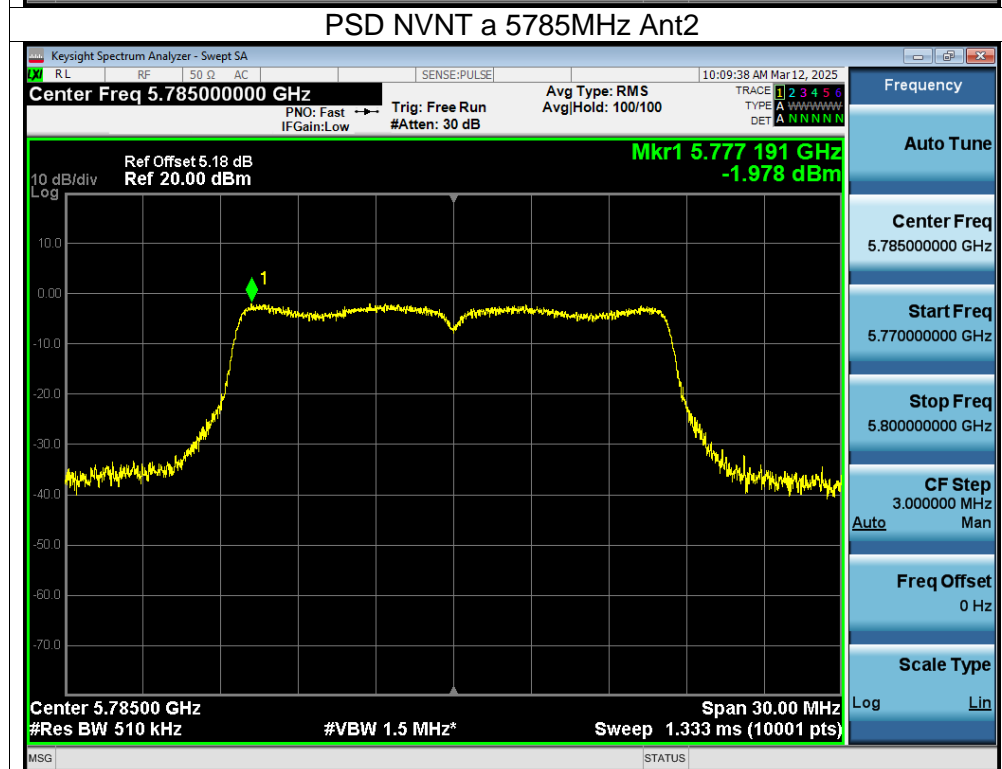 PSD NVNT a 5785MHz Ant2
Keysight Spectrum Analyzer - Swept SA
LXI RL RF 50 Ω AC SENSE:PULSE 10:09:38 AM Mar 12, 2025
Center Freq 5.785000000 GHz
PNO: Fast
IFGain:Low
Trig: Free Run
#Atten: 30 dB
Avg Type: RMS
Avg|Hold: 100/100
TRACE 1 2 3 4 5 6
TYPE A WWWWW
DET A N N N N N
Ref Offset 5.18 dB
Ref 20.00 dBm
10 dB/div
Log
Mkr1 5.777 191 GHz
-1.978 dBm
1
10.0
0.00
-10.0
-20.0
-30.0
-40.0
-50.0
-60.0
-70.0
Center 5.78500 GHz
#Res BW 510 kHz
#VBW 1.5 MHz*
Span 30.00 MHz
Sweep 1.333 ms (10001 pts)
MSG
STATUS
Frequency
Auto Tune
Center Freq
5.785000000 GHz
Start Freq
5.770000000 GHz
Stop Freq
5.800000000 GHz
CF Step
3.000000 MHz
Auto Man
Freq Offset
0 Hz
Scale Type
Log Lin